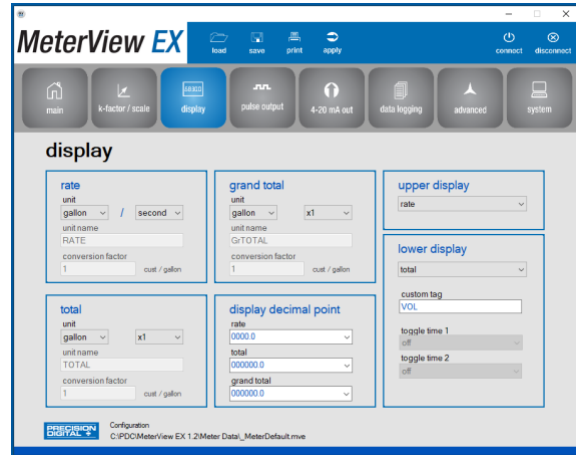 MeterView EX
load save print apply connect disconnect
main k-factor / scale display pulse output 4-20 mA out data logging advanced system
display
rate
unit
gallon / second
unit name
RATE
conversion factor
1 cust / gallon
grand total
unit
gallon x1
unit name
GrTOTAL
conversion factor
1 cust / gallon
upper display
rate
total
unit
gallon x1
unit name
TOTAL
conversion factor
1 cust / gallon
display decimal point
rate
0000.0
total
000000.0
grand total
000000.0
lower display
total
custom tag
VOL
toggle time 1
off
toggle time 2
off
PRECISION
DIGITAL
Configuration
C:\PDC\MeterView EX 1.2\Meter Data\_MeterDefault.mve